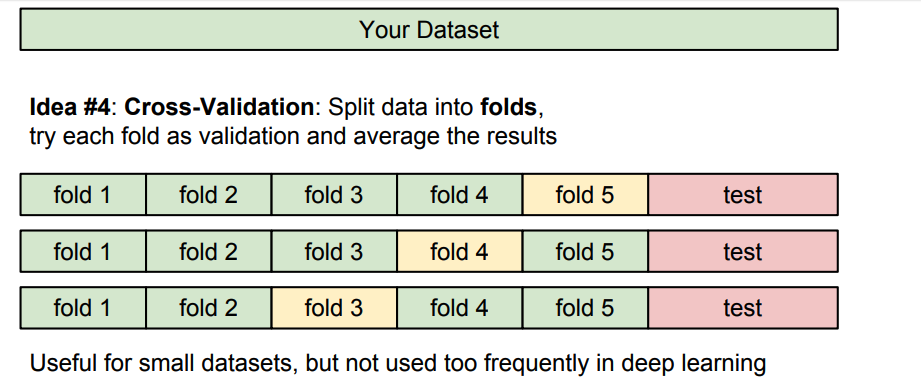 Your Dataset
Idea #4: Cross-Validation: Split data into folds,
try each fold as validation and average the results
fold 1 fold 2 fold 3 fold 4 fold 5 test
fold 1 fold 2 fold 3 fold 4 fold 5 test
fold 1 fold 2 fold 3 fold 4 fold 5 test
Useful for small datasets, but not used too frequently in deep learning